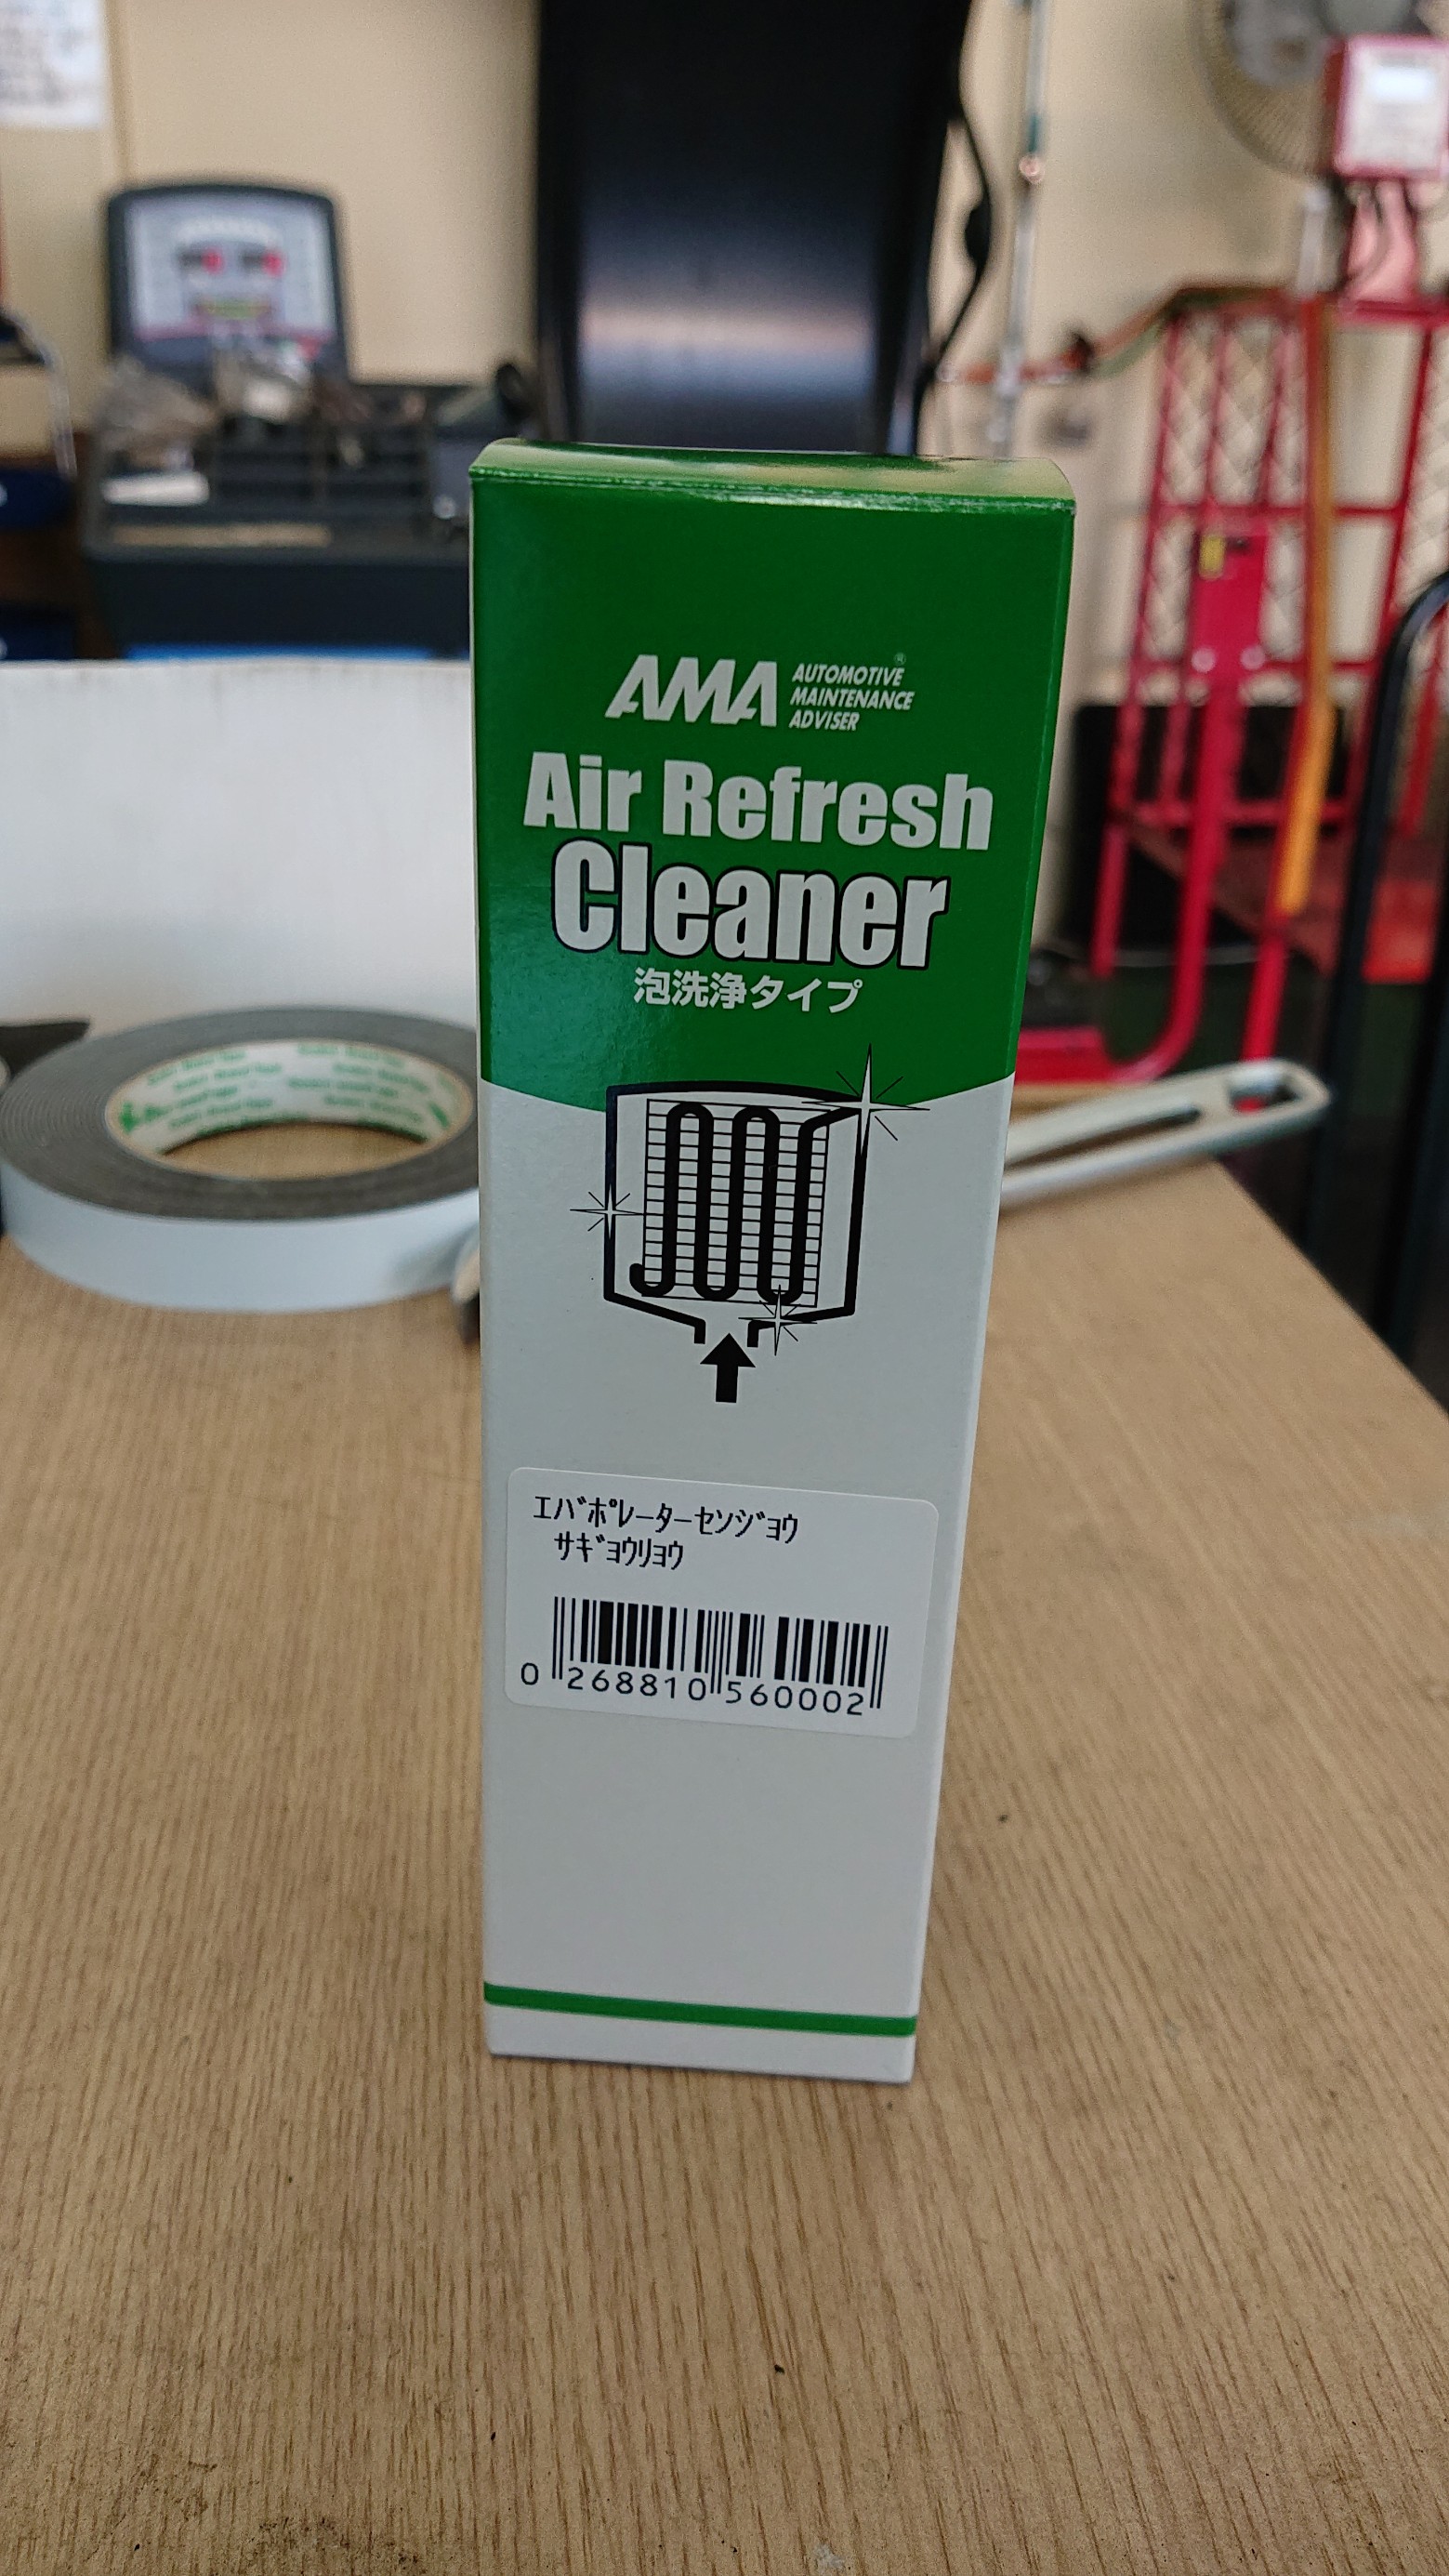 AMA
AUTOMOTIVE®
MAINTENANCE
ADVISER
Air Refresh
Cleaner
泡洗浄タイプ
ｴﾊﾞﾎﾟﾚｰﾀｰｾﾝｼﾞｮｳ
ｻｷﾞｮｳﾘｮｳ
0 268810 560002